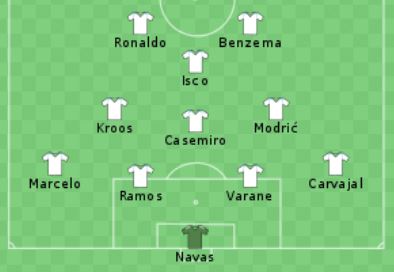 Ronaldo Benzema
Isco
Kroos Casemiro Modrić
Marcelo Ramos Varane Carvajal
Navas